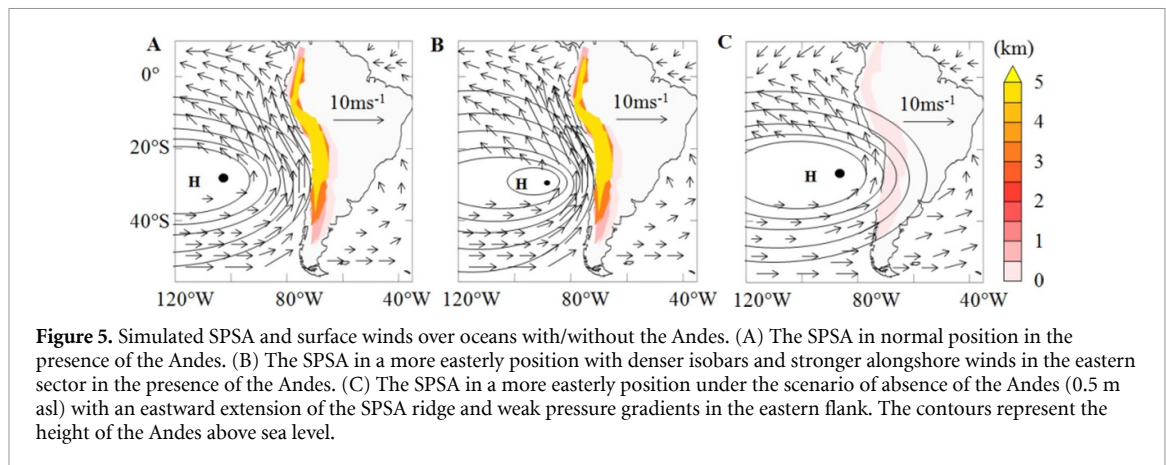 A
B
C
(km)
0°
20°S
40°S
10ms-1
10ms-1
10ms-1
H
H
H
5
4
3
2
1
0
120°W
80°W
40°W
120°W
80°W
40°W
120°W
80°W
40°W
Figure 5. Simulated SPSA and surface winds over oceans with/without the Andes. (A) The SPSA in normal position in the
presence of the Andes. (B) The SPSA in a more easterly position with denser isobars and stronger alongshore winds in the eastern
sector in the presence of the Andes. (C) The SPSA in a more easterly position under the scenario of absence of the Andes (0.5 m
asl) with an eastward extension of the SPSA ridge and weak pressure gradients in the eastern flank. The contours represent the
height of the Andes above sea level.